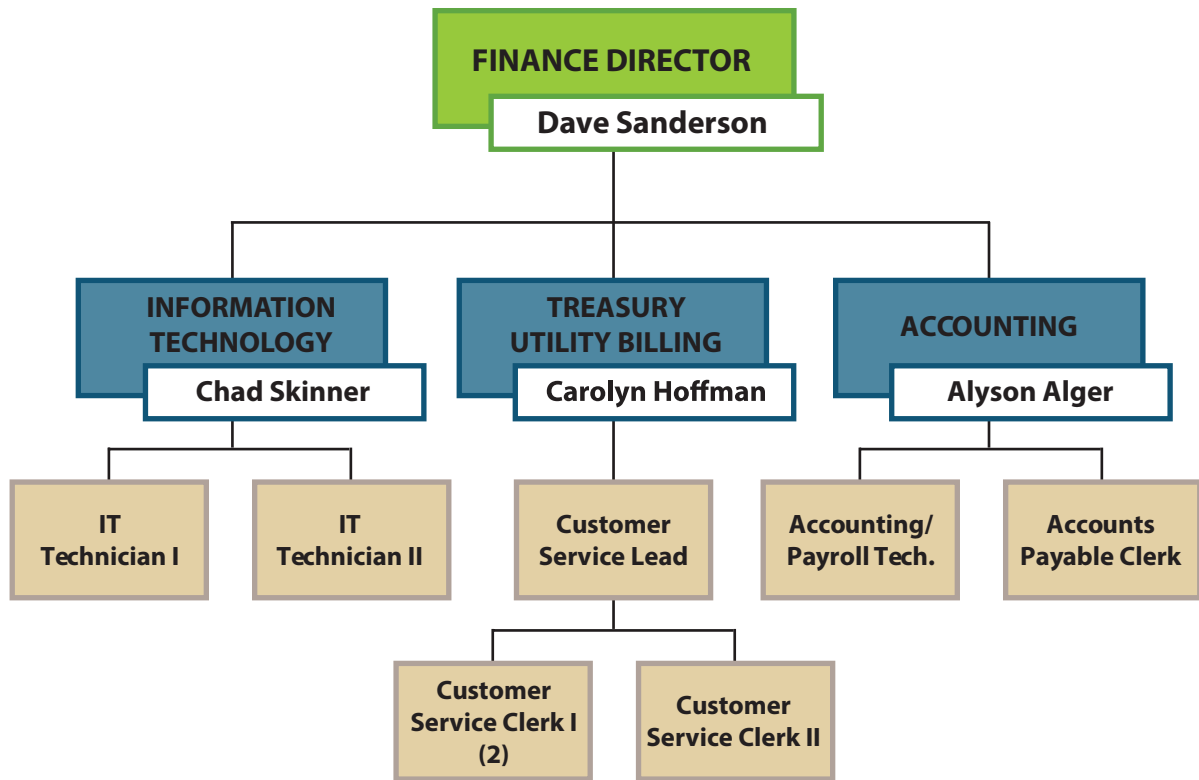 FINANCE DIRECTOR
Dave Sanderson
INFORMATION
TECHNOLOGY
Chad Skinner
TREASURY
UTILITY BILLING
Carolyn Hoffman
ACCOUNTING
Alyson Alger
IT
Technician I
IT
Technician II
Customer
Service Lead
Accounting/
Payroll Tech.
Accounts
Payable Clerk
Customer
Service Clerk I
(2)
Customer
Service Clerk II